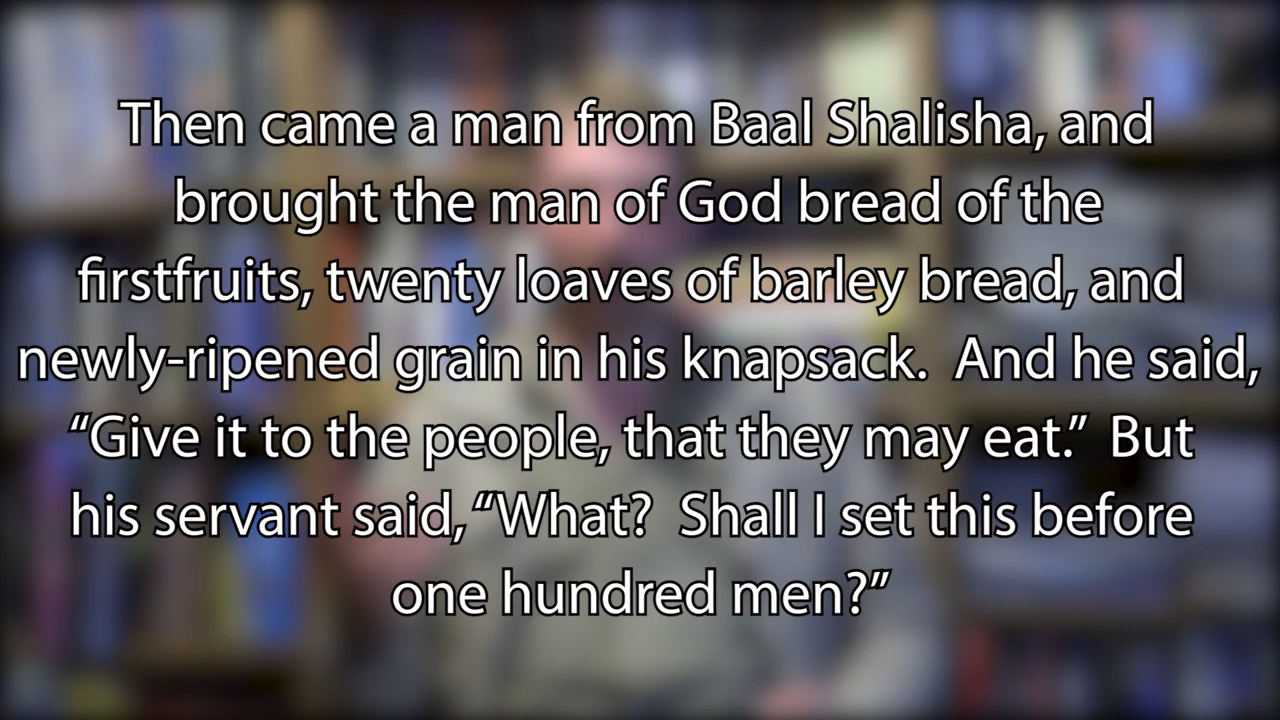 Then came a man from Baal Shalisha, and
brought the man of God bread of the
firstfruits, twenty loaves of barley bread, and
newly-ripened grain in his knapsack.  And he said,
“Give it to the people, that they may eat.”  But
his servant said, “What?  Shall I set this before
one hundred men?”